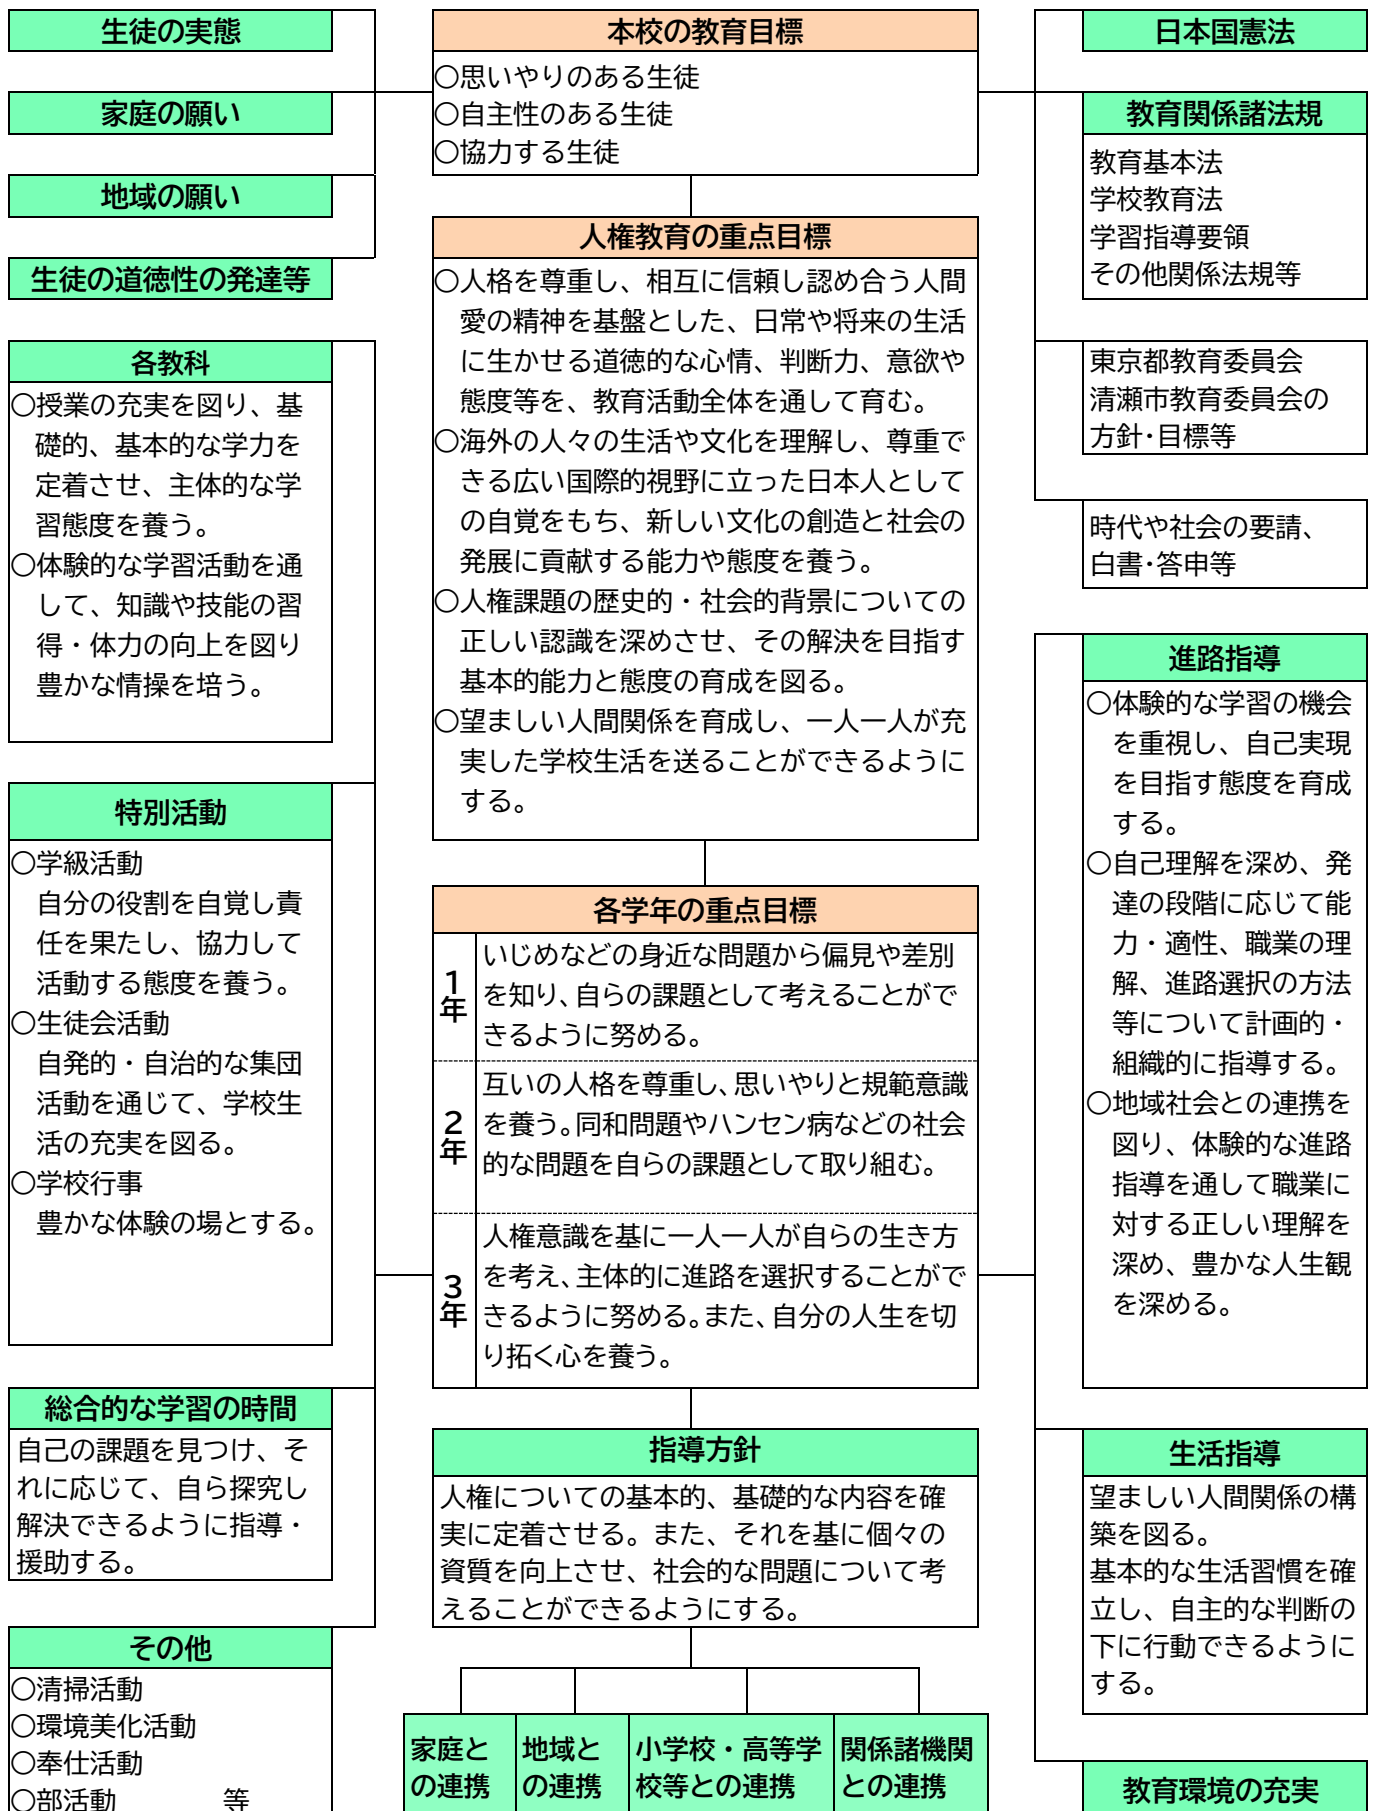 生徒の実態
家庭の願い
地域の願い
生徒の道徳性の発達等
各教科
〇授業の充実を図り、基
礎的、基本的な学力を
定着させ、主体的な学
習態度を養う。
〇体験的な学習活動を通
して、知識や技能の習
得・体力の向上を図り
豊かな情操を培う。
特別活動
〇学級活動
自分の役割を自覚し責
任を果たし、協力して
活動する態度を養う。
〇生徒会活動
自発的・自治的な集団
活動を通じて、学校生
活の充実を図る。
〇学校行事
豊かな体験の場とする。
総合的な学習の時間
自己の課題を見つけ、そ
れに応じて、自ら探究し
解決できるように指導・
援助する。
その他
〇清掃活動
〇環境美化活動
〇奉仕活動
〇部活動　　　　等
本校の教育目標
〇思いやりのある生徒
〇自主性のある生徒
〇協力する生徒
人権教育の重点目標
〇人格を尊重し、相互に信頼し認め合う人間
愛の精神を基盤とした、日常や将来の生活
に生かせる道徳的な心情、判断力、意欲や
態度等を、教育活動全体を通して育む。
〇海外の人々の生活や文化を理解し、尊重で
きる広い国際的視野に立った日本人として
の自覚をもち、新しい文化の創造と社会の
発展に貢献する能力や態度を養う。
〇人権課題の歴史的・社会的背景についての
正しい認識を深めさせ、その解決を目指す
基本的能力と態度の育成を図る。
〇望ましい人間関係を育成し、一人一人が充
実した学校生活を送ることができるように
する。
各学年の重点目標
１年
いじめなどの身近な問題から偏見や差別
を知り、自らの課題として考えることがで
きるように努める。
２年
互いの人格を尊重し、思いやりと規範意識
を養う。同和問題やハンセン病などの社会
的な問題を自らの課題として取り組む。
３年
人権意識を基に一人一人が自らの生き方
を考え、主体的に進路を選択することがで
きるように努める。また、自分の人生を切
り拓く心を養う。
指導方針
人権についての基本的、基礎的な内容を確
実に定着させる。また、それを基に個々の
資質を向上させ、社会的な問題について考
えることができるようにする。
家庭と
の連携
地域と
の連携
小学校・高等学
校等との連携
関係諸機関
との連携
日本国憲法
教育関係諸法規
教育基本法
学校教育法
学習指導要領
その他関係法規等
東京都教育委員会
清瀬市教育委員会の
方針・目標等
時代や社会の要請、
白書・答申等
進路指導
〇体験的な学習の機会
を重視し、自己実現
を目指す態度を育成
する。
〇自己理解を深め、発
達の段階に応じて能
力・適性、職業の理
解、進路選択の方法
等について計画的・
組織的に指導する。
〇地域社会との連携を
図り、体験的な進路
指導を通して職業に
対する正しい理解を
深め、豊かな人生観
を深める。
生活指導
望ましい人間関係の構
築を図る。
基本的な生活習慣を確
立し、自主的な判断の
下に行動できるように
する。
教育環境の充実